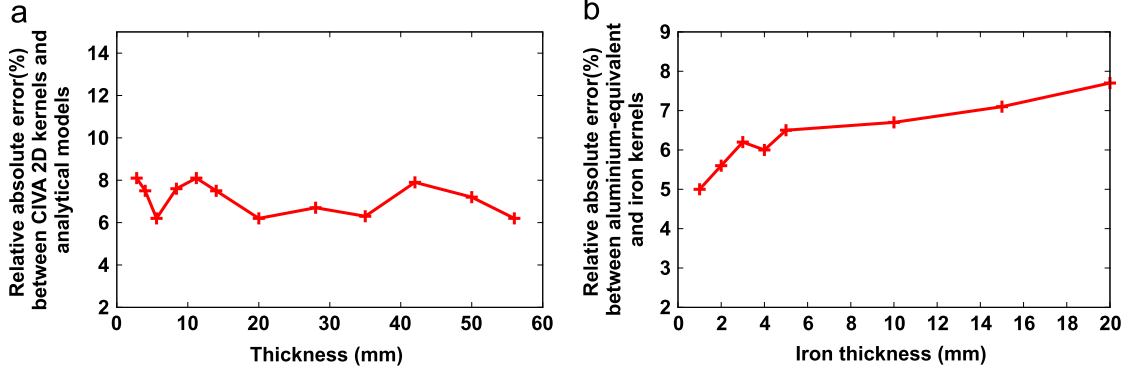 a
Relative absolute error(%)
between CIVA 2D kernels and
analytical models
14
12
10
8
6
4
2
0 10 20 30 40 50 60
Thickness (mm)
b
Relative absolute error(%)
between aluminium-equivalent
and iron kernels
9
8
7
6
5
4
3
2
0 2 4 6 8 10 12 14 16 18 20
Iron thickness (mm)